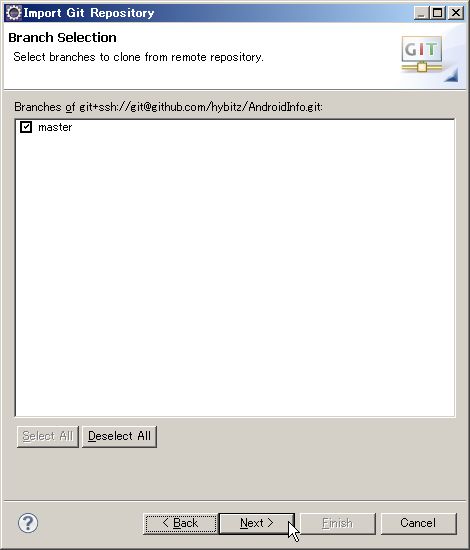 Import Git Repository
Branch Selection
Select branches to clone from remote repository.
GIT
Branches of git+ssh://git@github.com/hybitz/AndroidInfo.git:
master
Select All Deselect All
? < Back Next > Finish Cancel